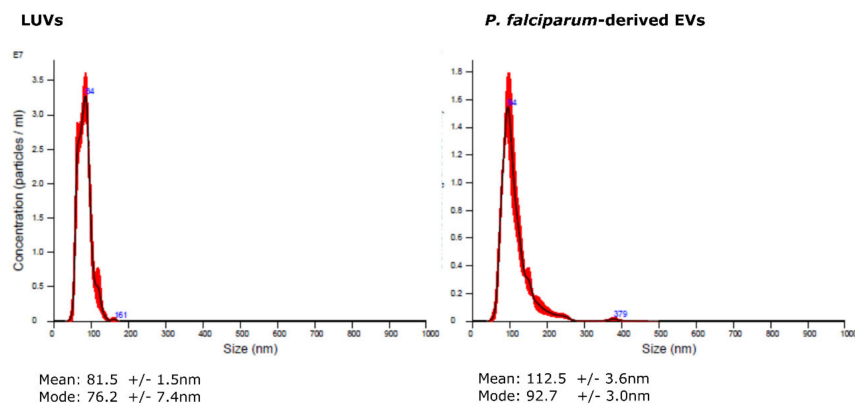 LUVs
P. falciparum-derived EVs
E7
3.5
3.0
2.5
2.0
1.5
1.0
0.5
0
Concentration (particles / ml)
84
161
0 100 200 300 400 500 600 700 800 900 1000
Size (nm)
Mean: 81.5 +/- 1.5nm
Mode: 76.2 +/- 7.4nm
1.8
1.6
1.4
1.2
1.0
0.8
0.6
0.4
0.2
0
94
379
0 100 200 300 400 500 600 700 800 900 1000
Size (nm)
Mean: 112.5 +/- 3.6nm
Mode: 92.7 +/- 3.0nm